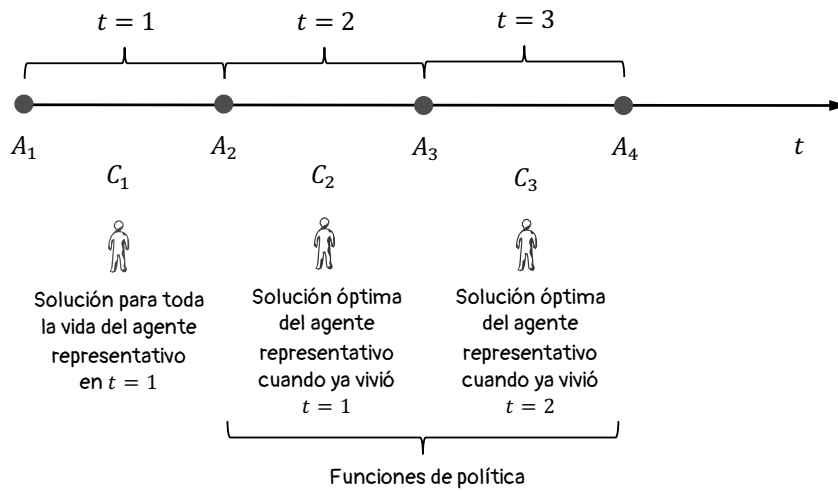 t = 1
t = 2
t = 3
A₁
A₂
A₃
A₄
t
C₁
C₂
C₃
Solución para toda
la vida del agente
representativo
en t = 1
Solución óptima
del agente
representativo
cuando ya vivió
t = 1
Solución óptima
del agente
representativo
cuando ya vivió
t = 2
Funciones de política